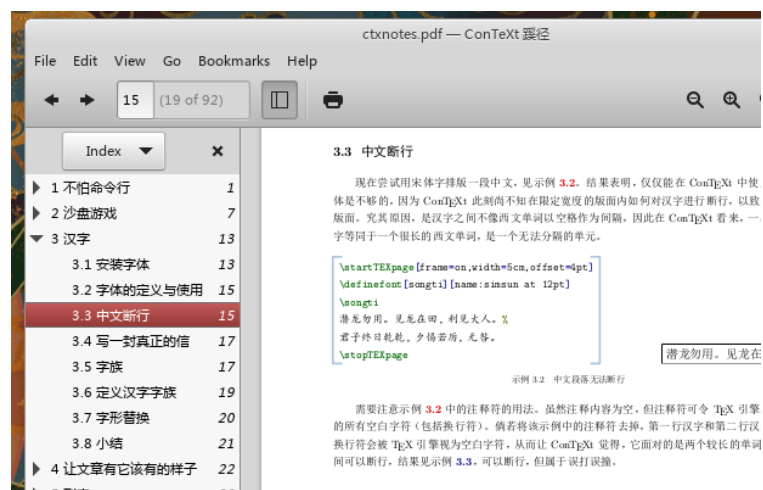 ctxnotes.pdf — ConTeXt 蹊径
File Edit View Go Bookmarks Help
15 (19 of 92)
Index
1 不怕命令行 1
2 沙盘游戏 7
3 汉字 13
3.1 安装字体 13
3.2 字体的定义与使用 15
3.3 中文断行 15
3.4 写一封真正的信 17
3.5 字族 17
3.6 定义汉字字族 19
3.7 字形替换 20
3.8 小结 21
4 让文章有它该有的样子 22
3.3 中文断行
现在尝试用宋体字排版一段中文，见示例 3.2。结果表明，仅仅能在 ConTEXt 中使
体是不够的，因为 ConTEXt 此刻尚不知在限定宽度的版面内如何对汉字进行断行，以致
版面。究其原因，是汉字之间不像西文单词以空格作为间隔，因此在 ConTEXt 看来，一
字等同于一个很长的西文单词，是一个无法分隔的单元。
\startTEXpage[frame=on,width=5cm,offset=4pt]
\definefont[songti][name:simsun at 12pt]
\songti
潜龙勿用。见龙在田，利见大人。%
君子终日乾乾，夕惕若厉，无咎。
\stopTEXpage
潜龙勿用。见龙在
示例 3.2 中文段落无法断行
需要注意示例 3.2 中的注释符的用法。虽然注释内容为空，但注释符可令 TEX 引擎
的所有空白字符（包括换行符）。倘若将该示例中的注释符去掉，第一行汉字和第二行汉
换行符会被 TEX 引擎视为空白字符，从而让 ConTEXt 觉得，它面对的是两个较长的单词
间可以断行，结果见示例 3.3，可以断行，但属于误打误撞。